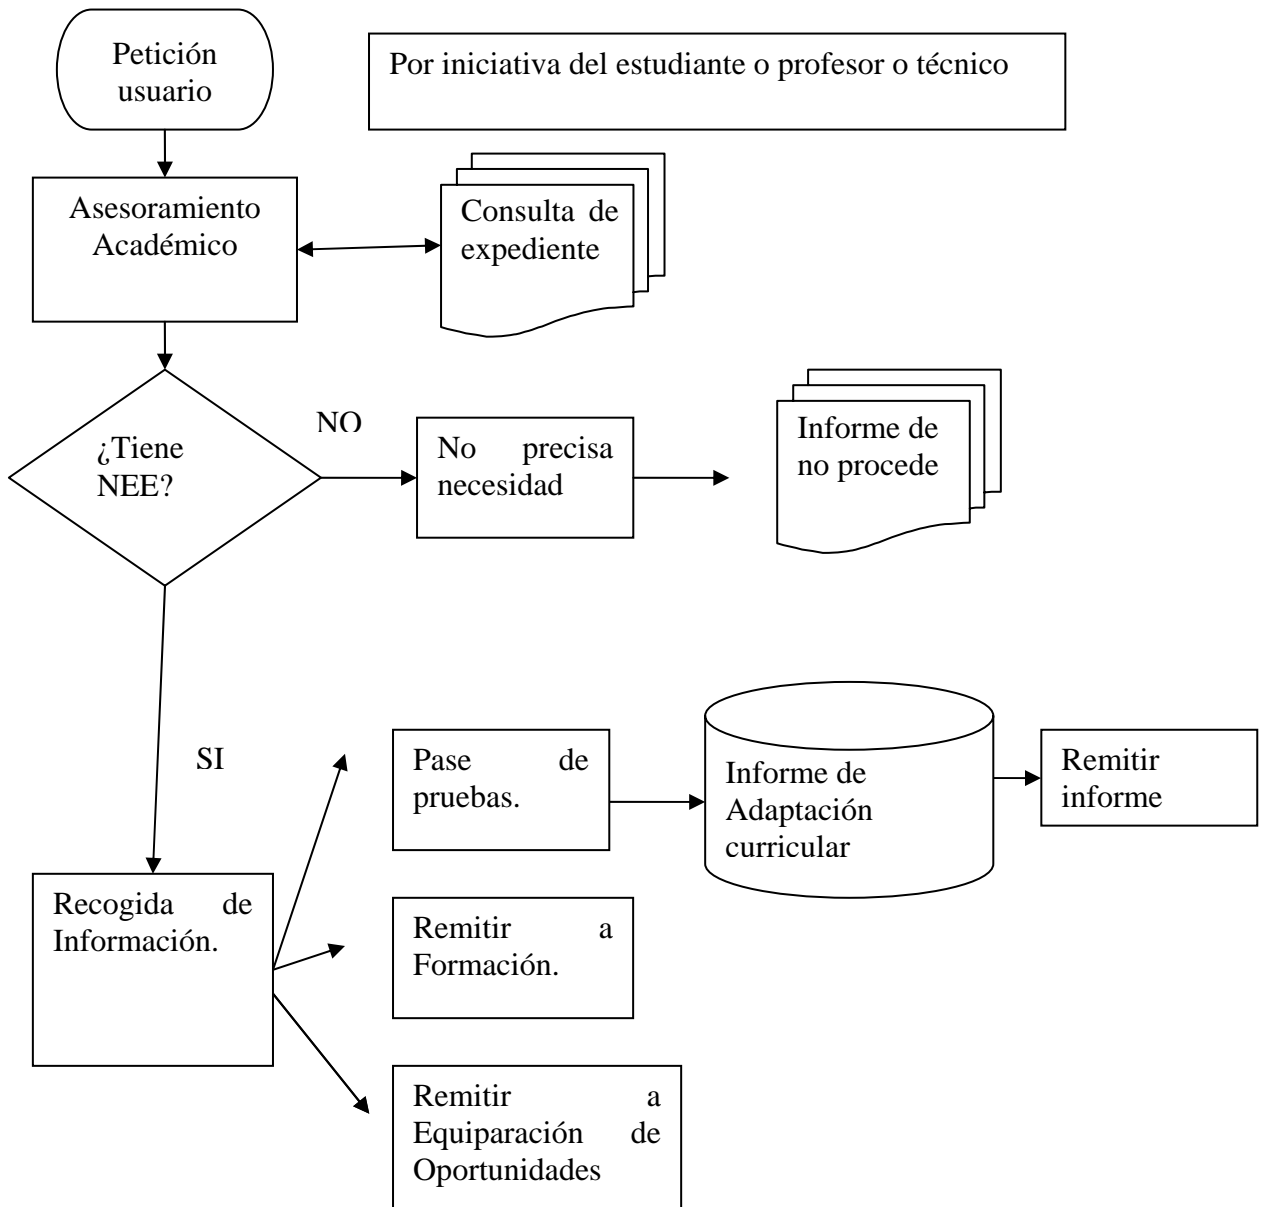 Petición
usuario
Por iniciativa del estudiante o profesor o técnico
Asesoramiento
Académico
Consulta de
expediente
¿Tiene
NEE?
NO
No precisa
necesidad
Informe de
no procede
SI
Pase de
pruebas.
Informe de
Adaptación
curricular
Remitir
informe
Recogida de
Información.
Remitir a
Formación.
Remitir a
Equiparación de
Oportunidades